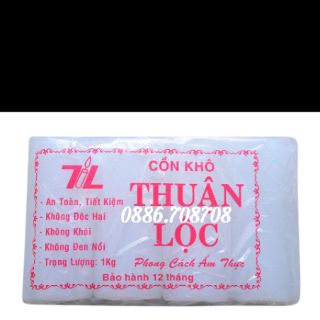 TL
CỒN KHÔ
THUẬN
LỘC
0886.708708
- An Toàn, Tiết Kiệm
- Không Độc Hại
- Không Khói
- Không Đen Nồi
- Trọng Lượng: 1Kg
Phong Cách Ẩm Thực
Bảo hành 12 tháng